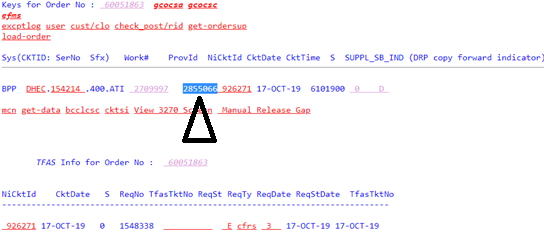 Keys for Order No : 60051863 gcocsa gcocsc
efms
excptlog user cust/clo check_post/rid get-ordersup
load-order
Sys(CKTID: SerNo Sfx) Work# ProvId NiCktId CktDate CktTime S SUPPL_SB_IND (DRP copy forward indicator)
BPP DHEC.154214 .400.ATI 2709997 2855066 926271 17-OCT-19 6101900 0 D
mcn get-data bcclcsc cktsi View 3270 Screen Manual Release Gap
TFAS Info for Order No : 60051863
NiCktId CktDate S ReqNo TfasTktNo ReqSt ReqTy ReqDate ReqStDate TfasTktNo
926271 17-OCT-19 0 1548338 E cfrs 3 17-OCT-19 17-OCT-19